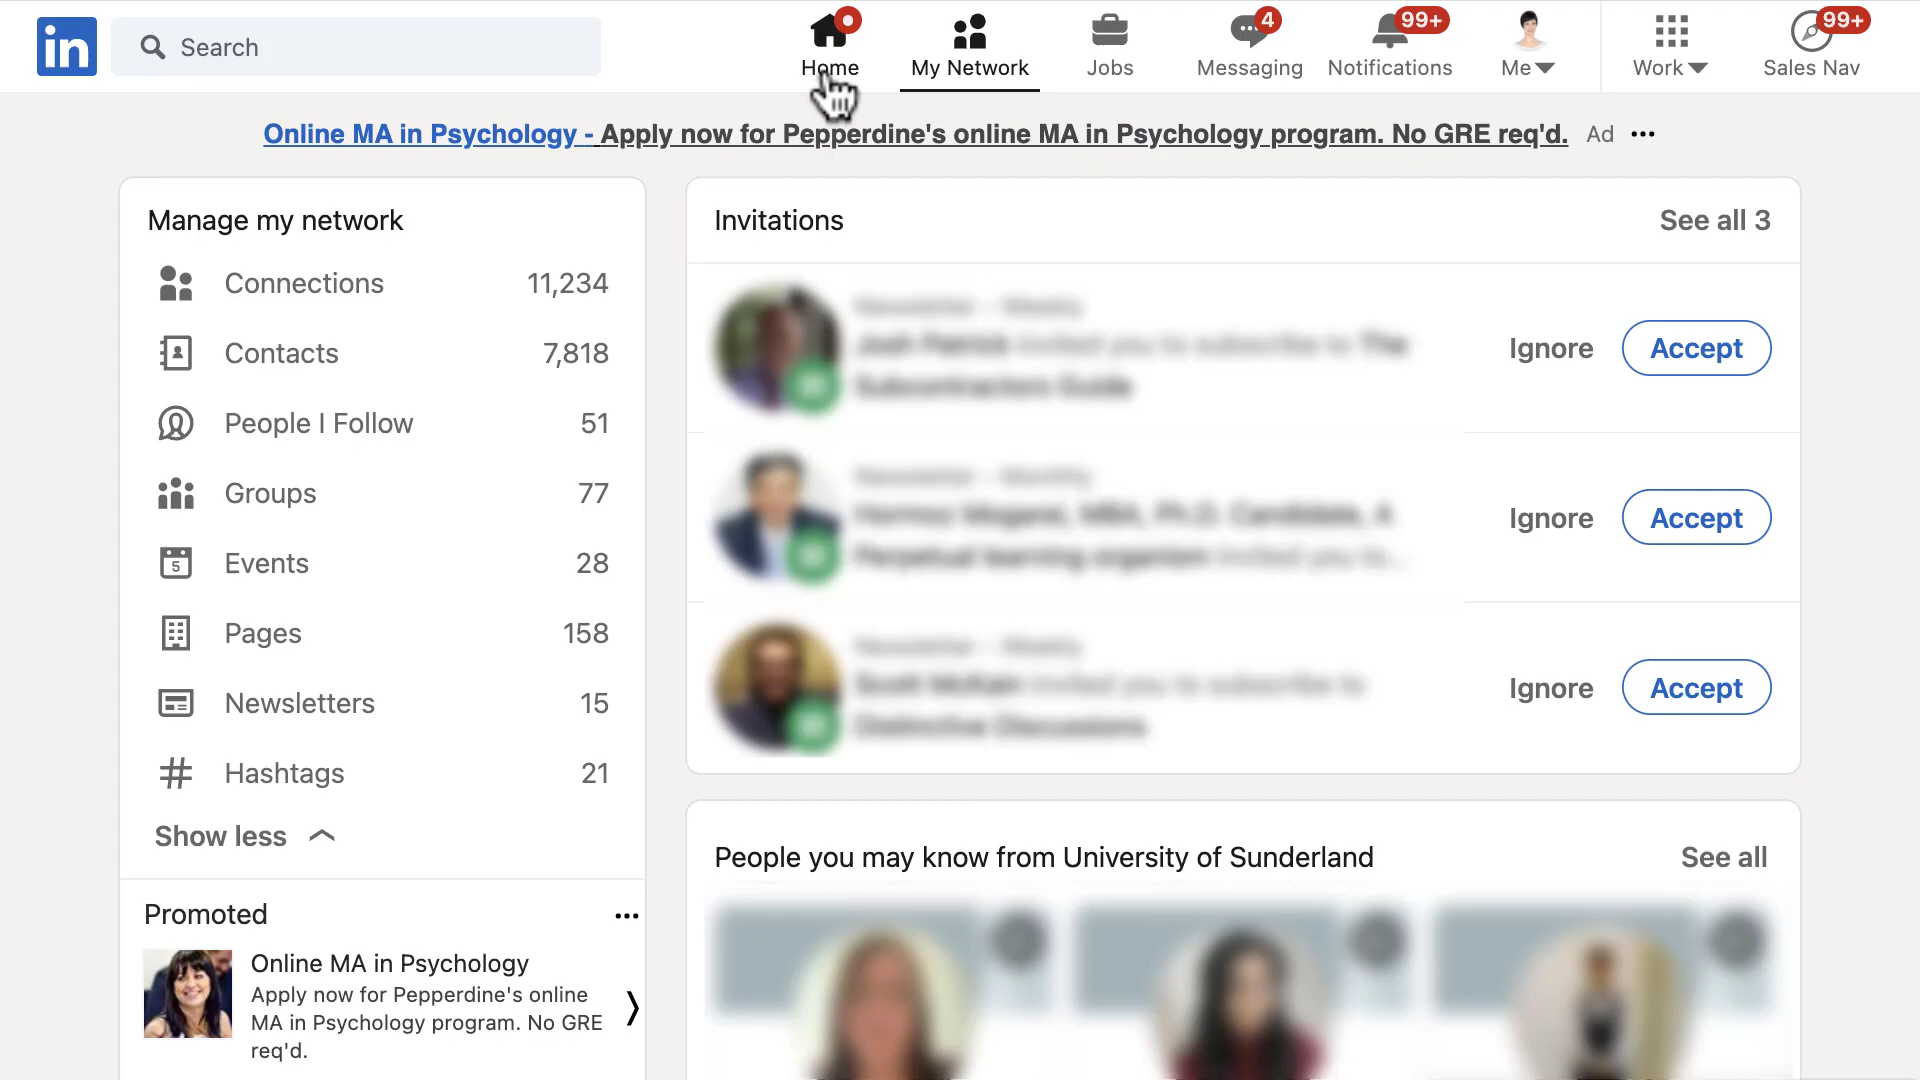 in
Search
Home
My Network
Jobs
4
Messaging
99+
Notifications
Me
Work
99+
Sales Nav
Online MA in Psychology - Apply now for Pepperdine's online MA in Psychology program. No GRE req'd. Ad
Manage my network
Connections 11,234
Contacts 7,818
People I Follow 51
Groups 77
5
Events 28
Pages 158
Newsletters 15
Hashtags 21
Show less
Promoted
Online MA in Psychology
Apply now for Pepperdine's online
MA in Psychology program. No GRE
req'd.
Invitations See all 3
Ignore Accept
Ignore Accept
Ignore Accept
People you may know from University of Sunderland See all